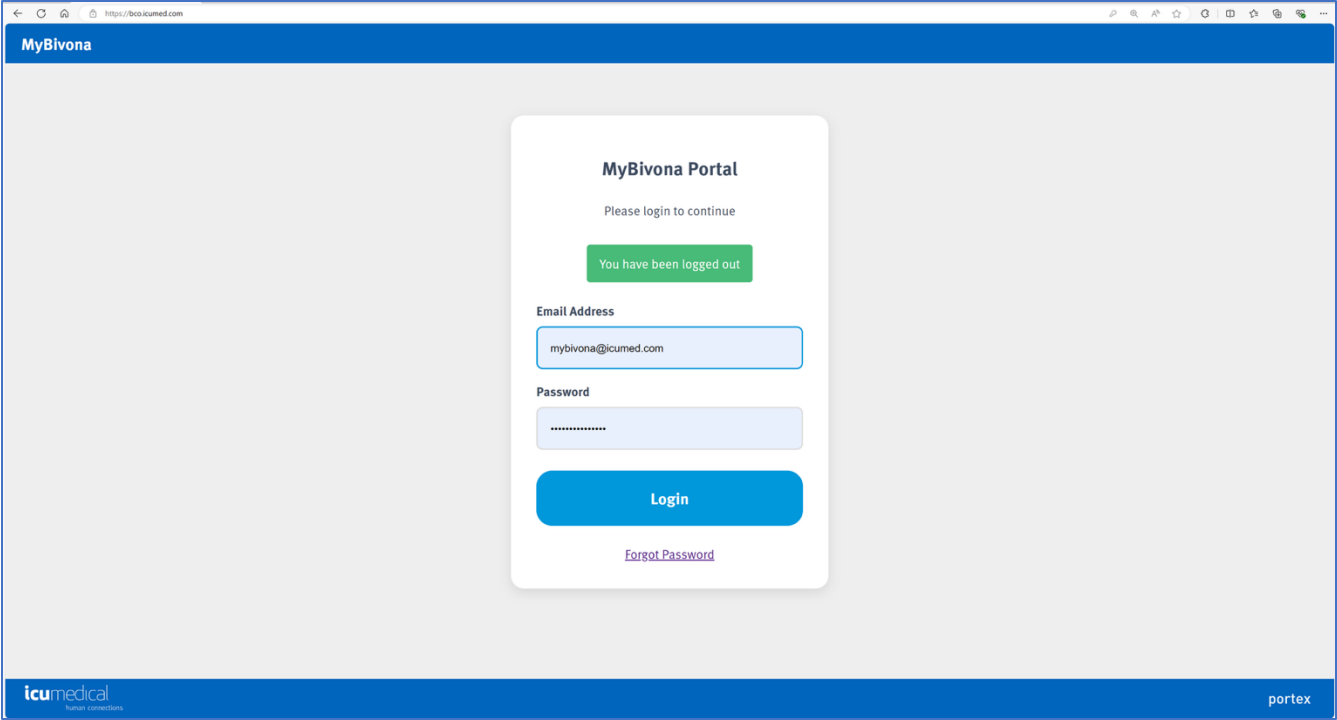 https://bco.icumed.com
MyBivona
MyBivona Portal
Please login to continue
You have been logged out
Email Address
mybivona@icumed.com
Password
•••••••••••••••
Login
Forgot Password
icumedical
human connections
portex